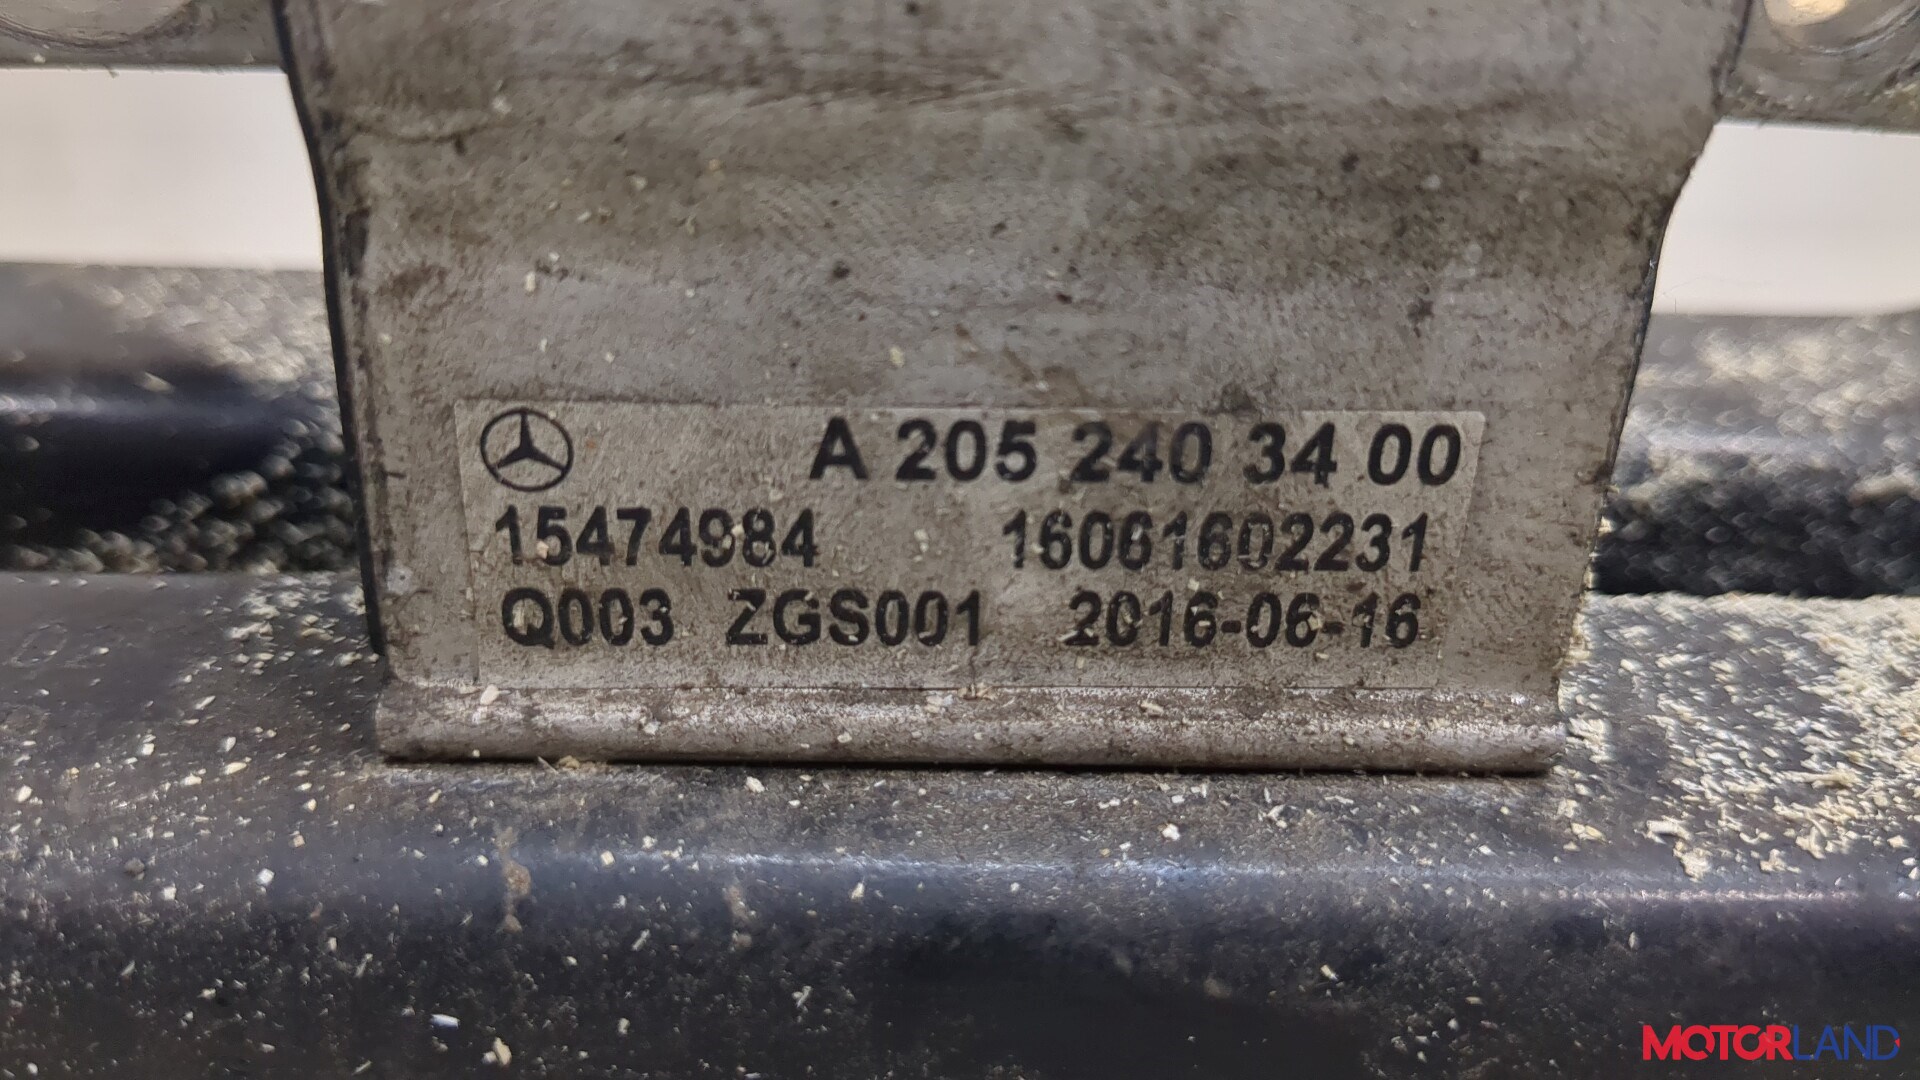 A 205 240 34 00
15474984 16061602231
Q003 ZGS001 2016-06-16
MOTORLAND